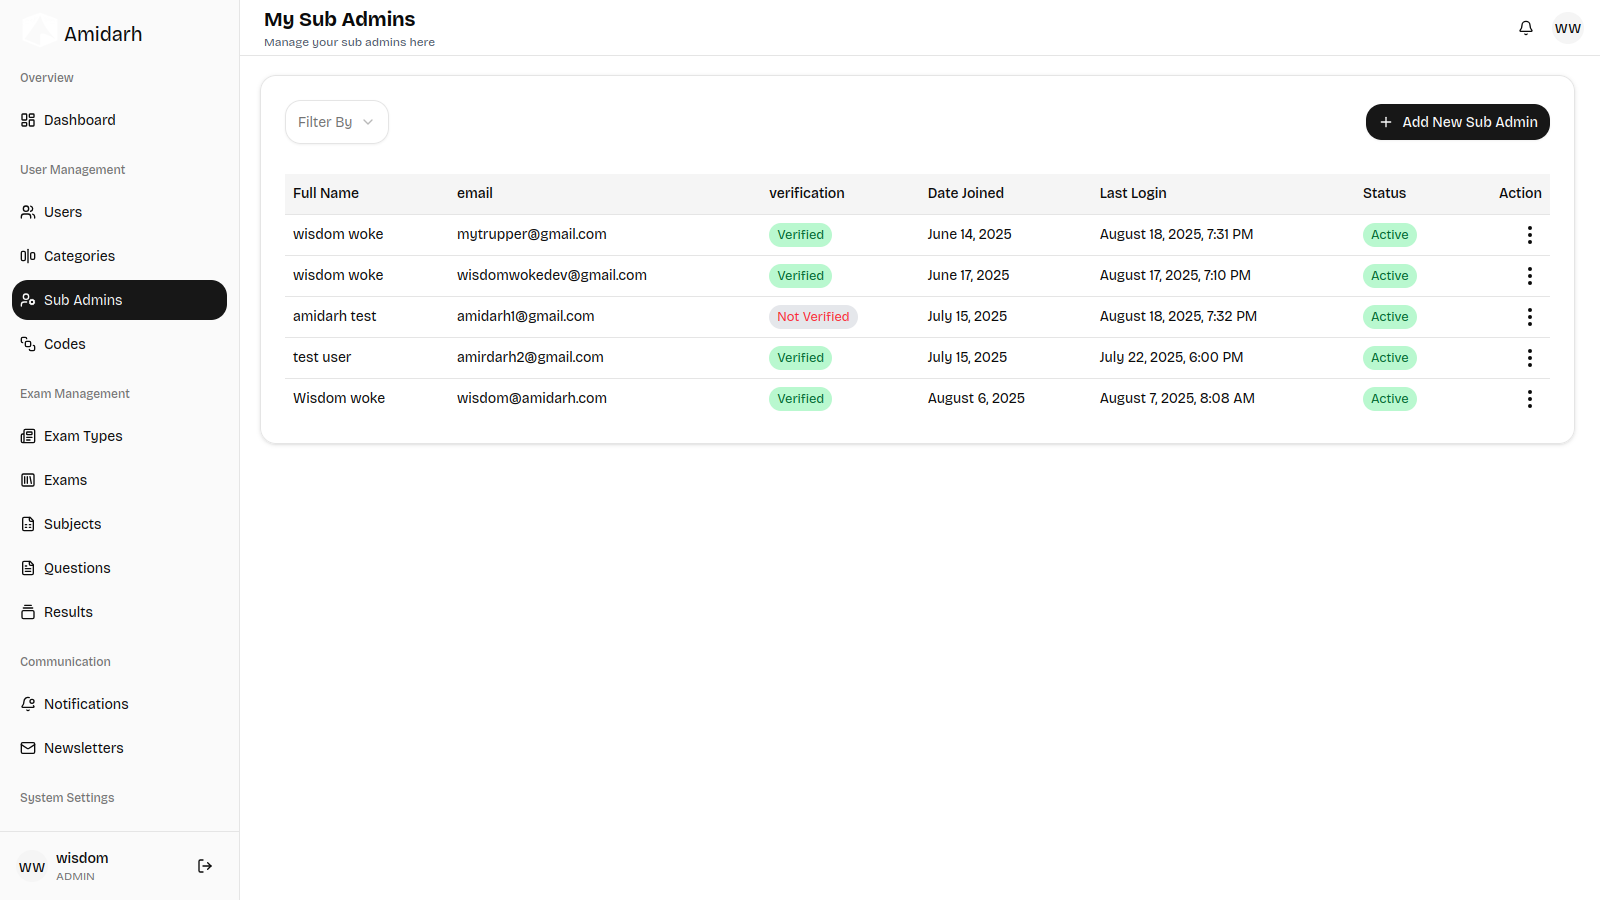 Amidarh
Overview
Dashboard
User Management
Users
Categories
Sub Admins
Codes
Exam Management
Exam Types
Exams
Subjects
Questions
Results
Communication
Notifications
Newsletters
System Settings
WW
wisdom
ADMIN
My Sub Admins
Manage your sub admins here
WW
Filter By
Add New Sub Admin
Full Name email verification Date Joined Last Login Status Action
wisdom woke mytrupper@gmail.com Verified June 14, 2025 August 18, 2025, 7:31 PM Active
wisdom woke wisdomwokedev@gmail.com Verified June 17, 2025 August 17, 2025, 7:10 PM Active
amidarh test amidarh1@gmail.com Not Verified July 15, 2025 August 18, 2025, 7:32 PM Active
test user amirdarh2@gmail.com Verified July 15, 2025 July 22, 2025, 6:00 PM Active
Wisdom woke wisdom@amidarh.com Verified August 6, 2025 August 7, 2025, 8:08 AM Active